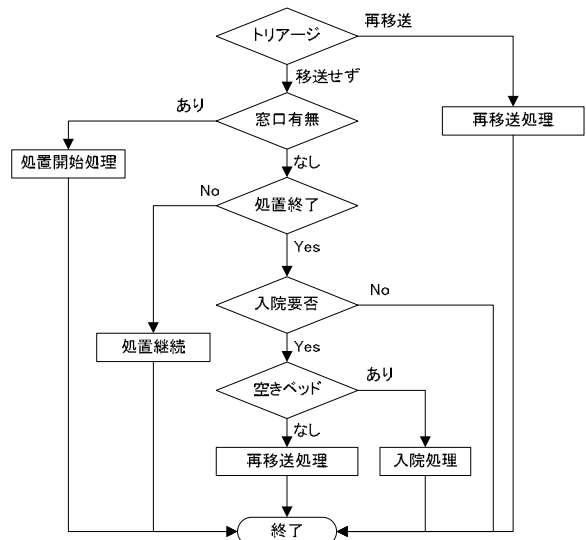 再移送
トリアージ
移送せず
あり
窓口有無
再移送処理
処置開始処理
なし
No
処置終了
Yes
入院要否
No
処置継続
Yes
空きベッド
あり
なし
再移送処理
入院処理
終了